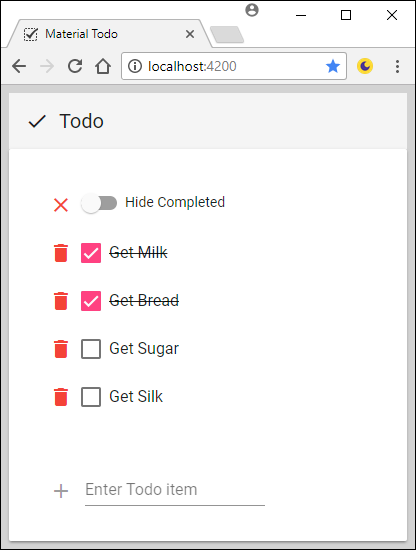 Material Todo
localhost:4200
Todo
Hide Completed
Get Milk
Get Bread
Get Sugar
Get Silk
Enter Todo item